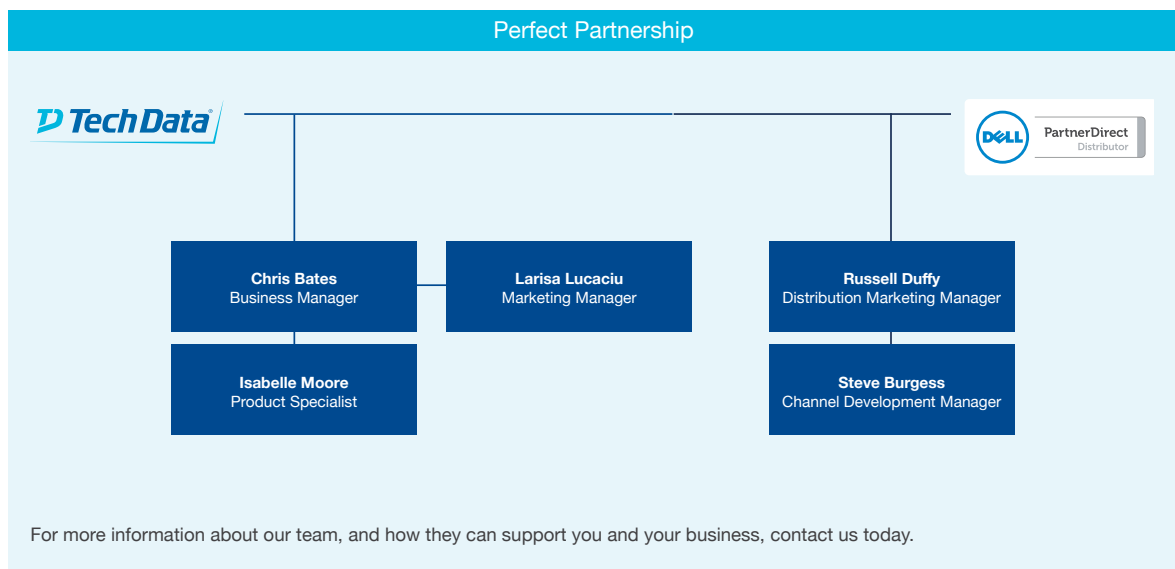 Perfect Partnership
TechData
DELL
PartnerDirect
Distributor
Chris Bates
Business Manager
Larisa Lucaciu
Marketing Manager
Russell Duffy
Distribution Marketing Manager
Isabelle Moore
Product Specialist
Steve Burgess
Channel Development Manager
For more information about our team, and how they can support you and your business, contact us today.